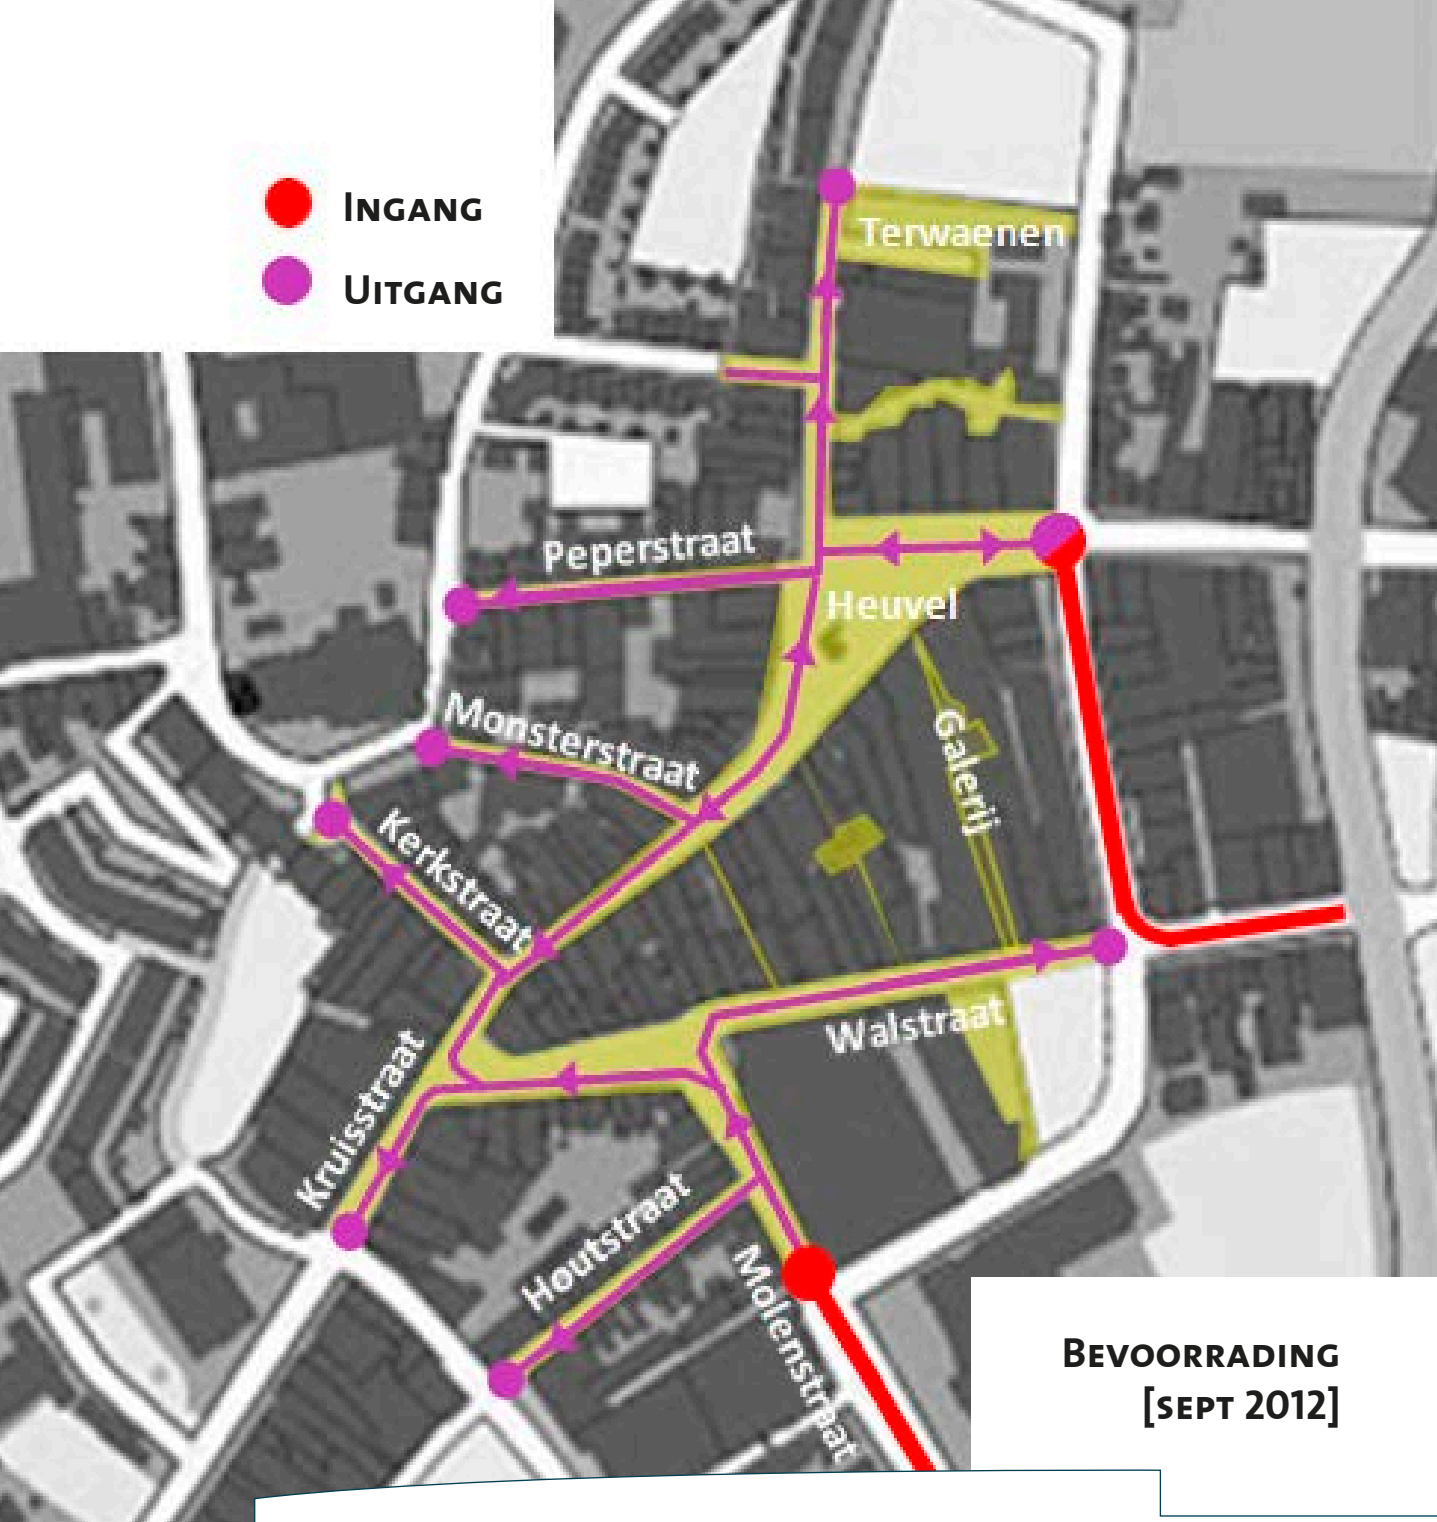 Ingang
Uitgang
Terwaenen
Peperstraat
Heuvel
Monsterstraat
Galerij
Kerkstraat
Walstraat
Kruisstraat
Houtstraat
Molenstraat
Bevoorrading
[sept 2012]